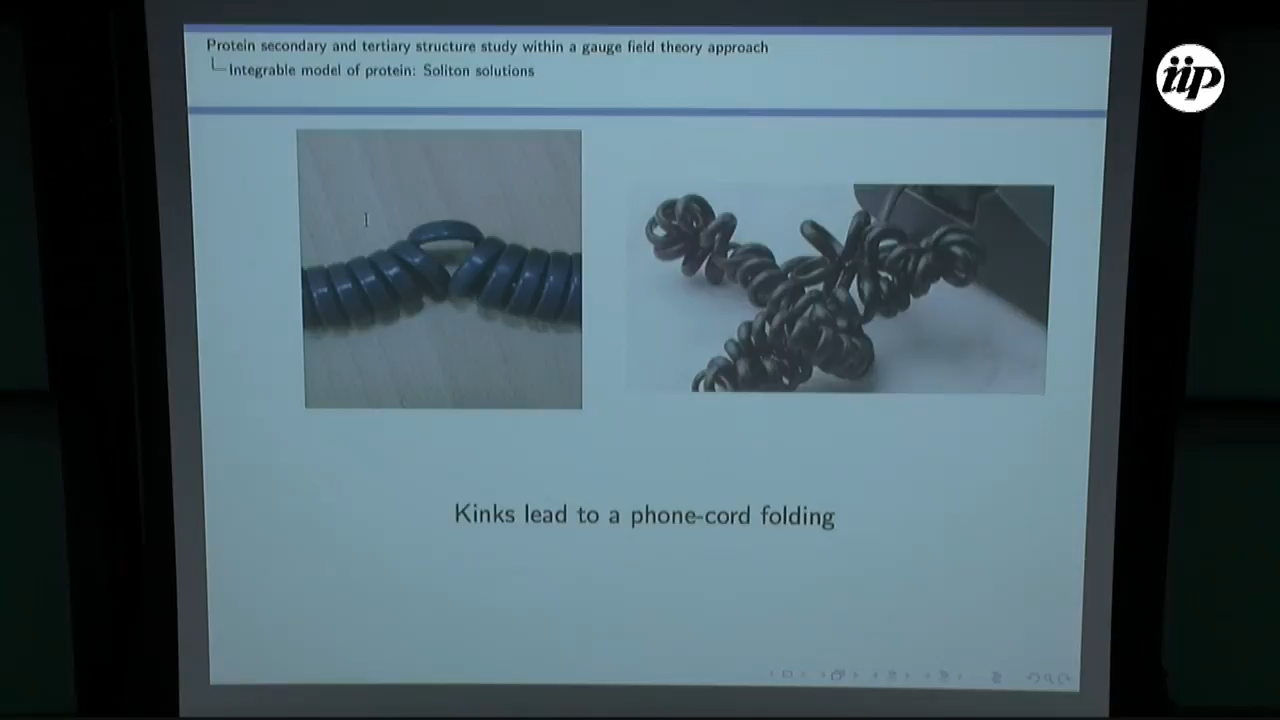 Protein secondary and tertiary structure study within a gauge field theory approach
Integrable model of protein: Soliton solutions
iip
Kinks lead to a phone-cord folding